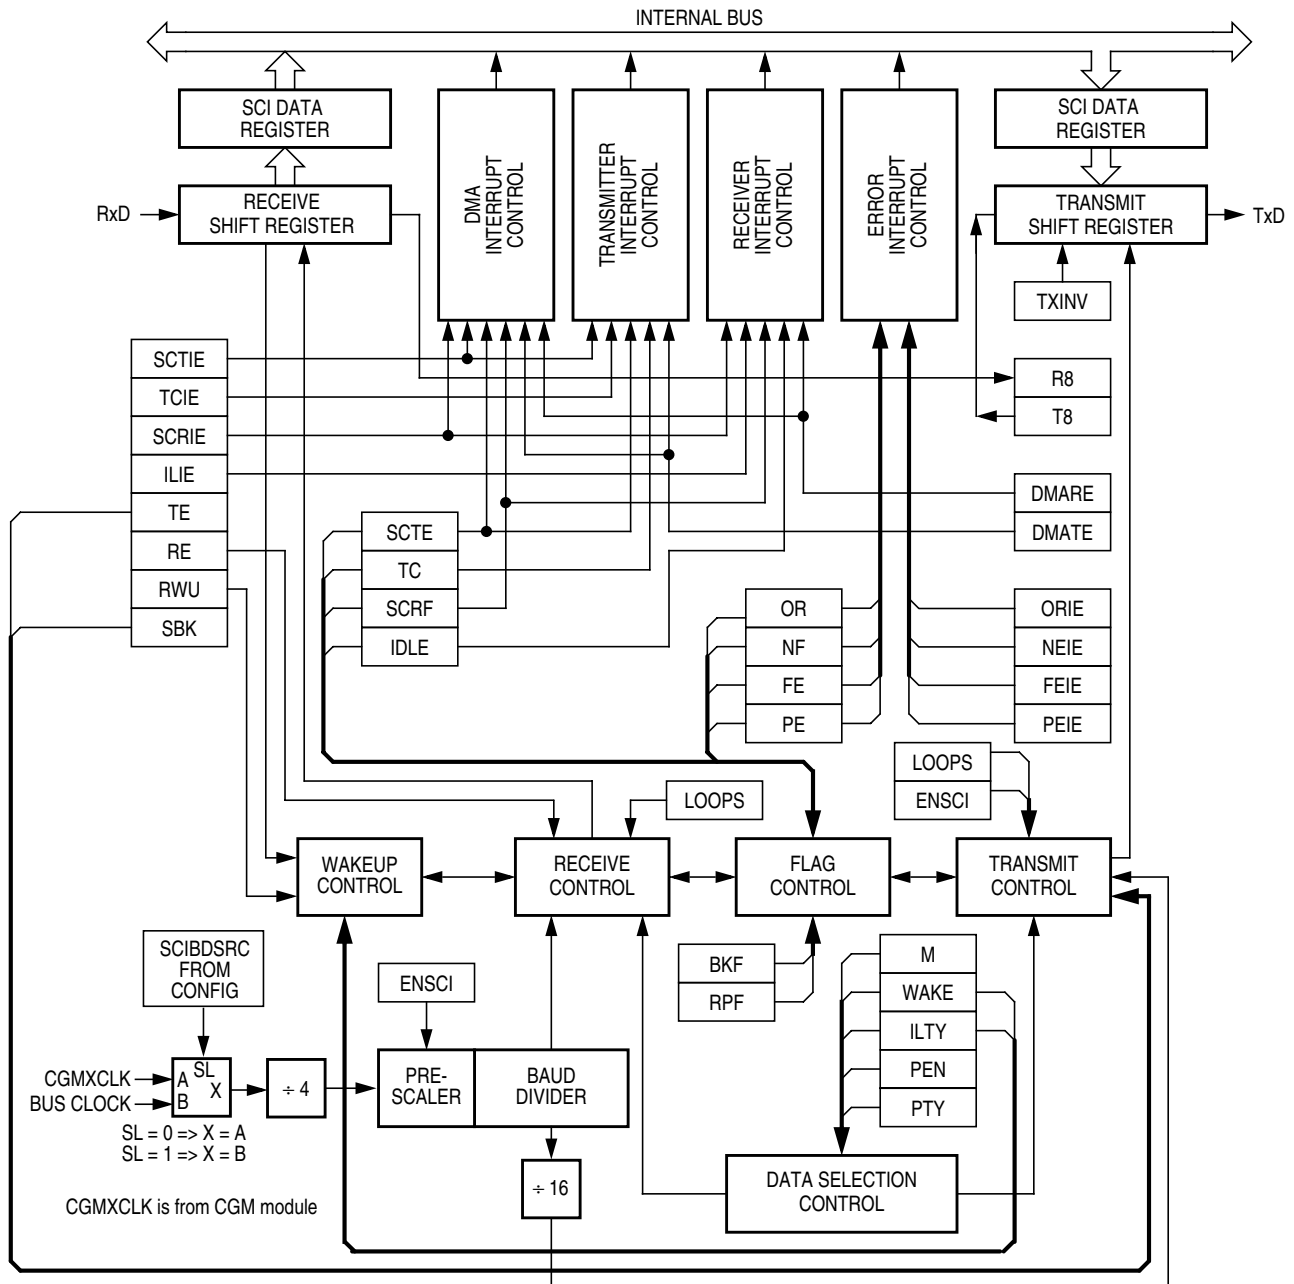 INTERNAL BUS
SCI DATA
REGISTER
RECEIVE
SHIFT REGISTER
RxD
DMA
INTERRUPT
CONTROL
TRANSMITTER
INTERRUPT
CONTROL
RECEIVER
INTERRUPT
CONTROL
ERROR
INTERRUPT
CONTROL
SCI DATA
REGISTER
TRANSMIT
SHIFT REGISTER
TxD
TXINV
SCTIE
TCIE
SCRIE
ILIE
TE
RE
RWU
SBK
R8
T8
DMARE
DMATE
SCTE
TC
SCRF
IDLE
OR
NF
FE
PE
ORIE
NEIE
FEIE
PEIE
LOOPS
LOOPS
ENSCI
WAKEUP
CONTROL
RECEIVE
CONTROL
FLAG
CONTROL
TRANSMIT
CONTROL
SCIBDSRC
FROM
CONFIG
ENSCI
BKF
RPF
M
WAKE
ILTY
PEN
PTY
CGMXCLK
BUS CLOCK
SL
A
X
B
÷ 4
PRE-
SCALER
BAUD
DIVIDER
SL = 0 => X = A
SL = 1 => X = B
÷ 16
DATA SELECTION
CONTROL
CGMXCLK is from CGM module